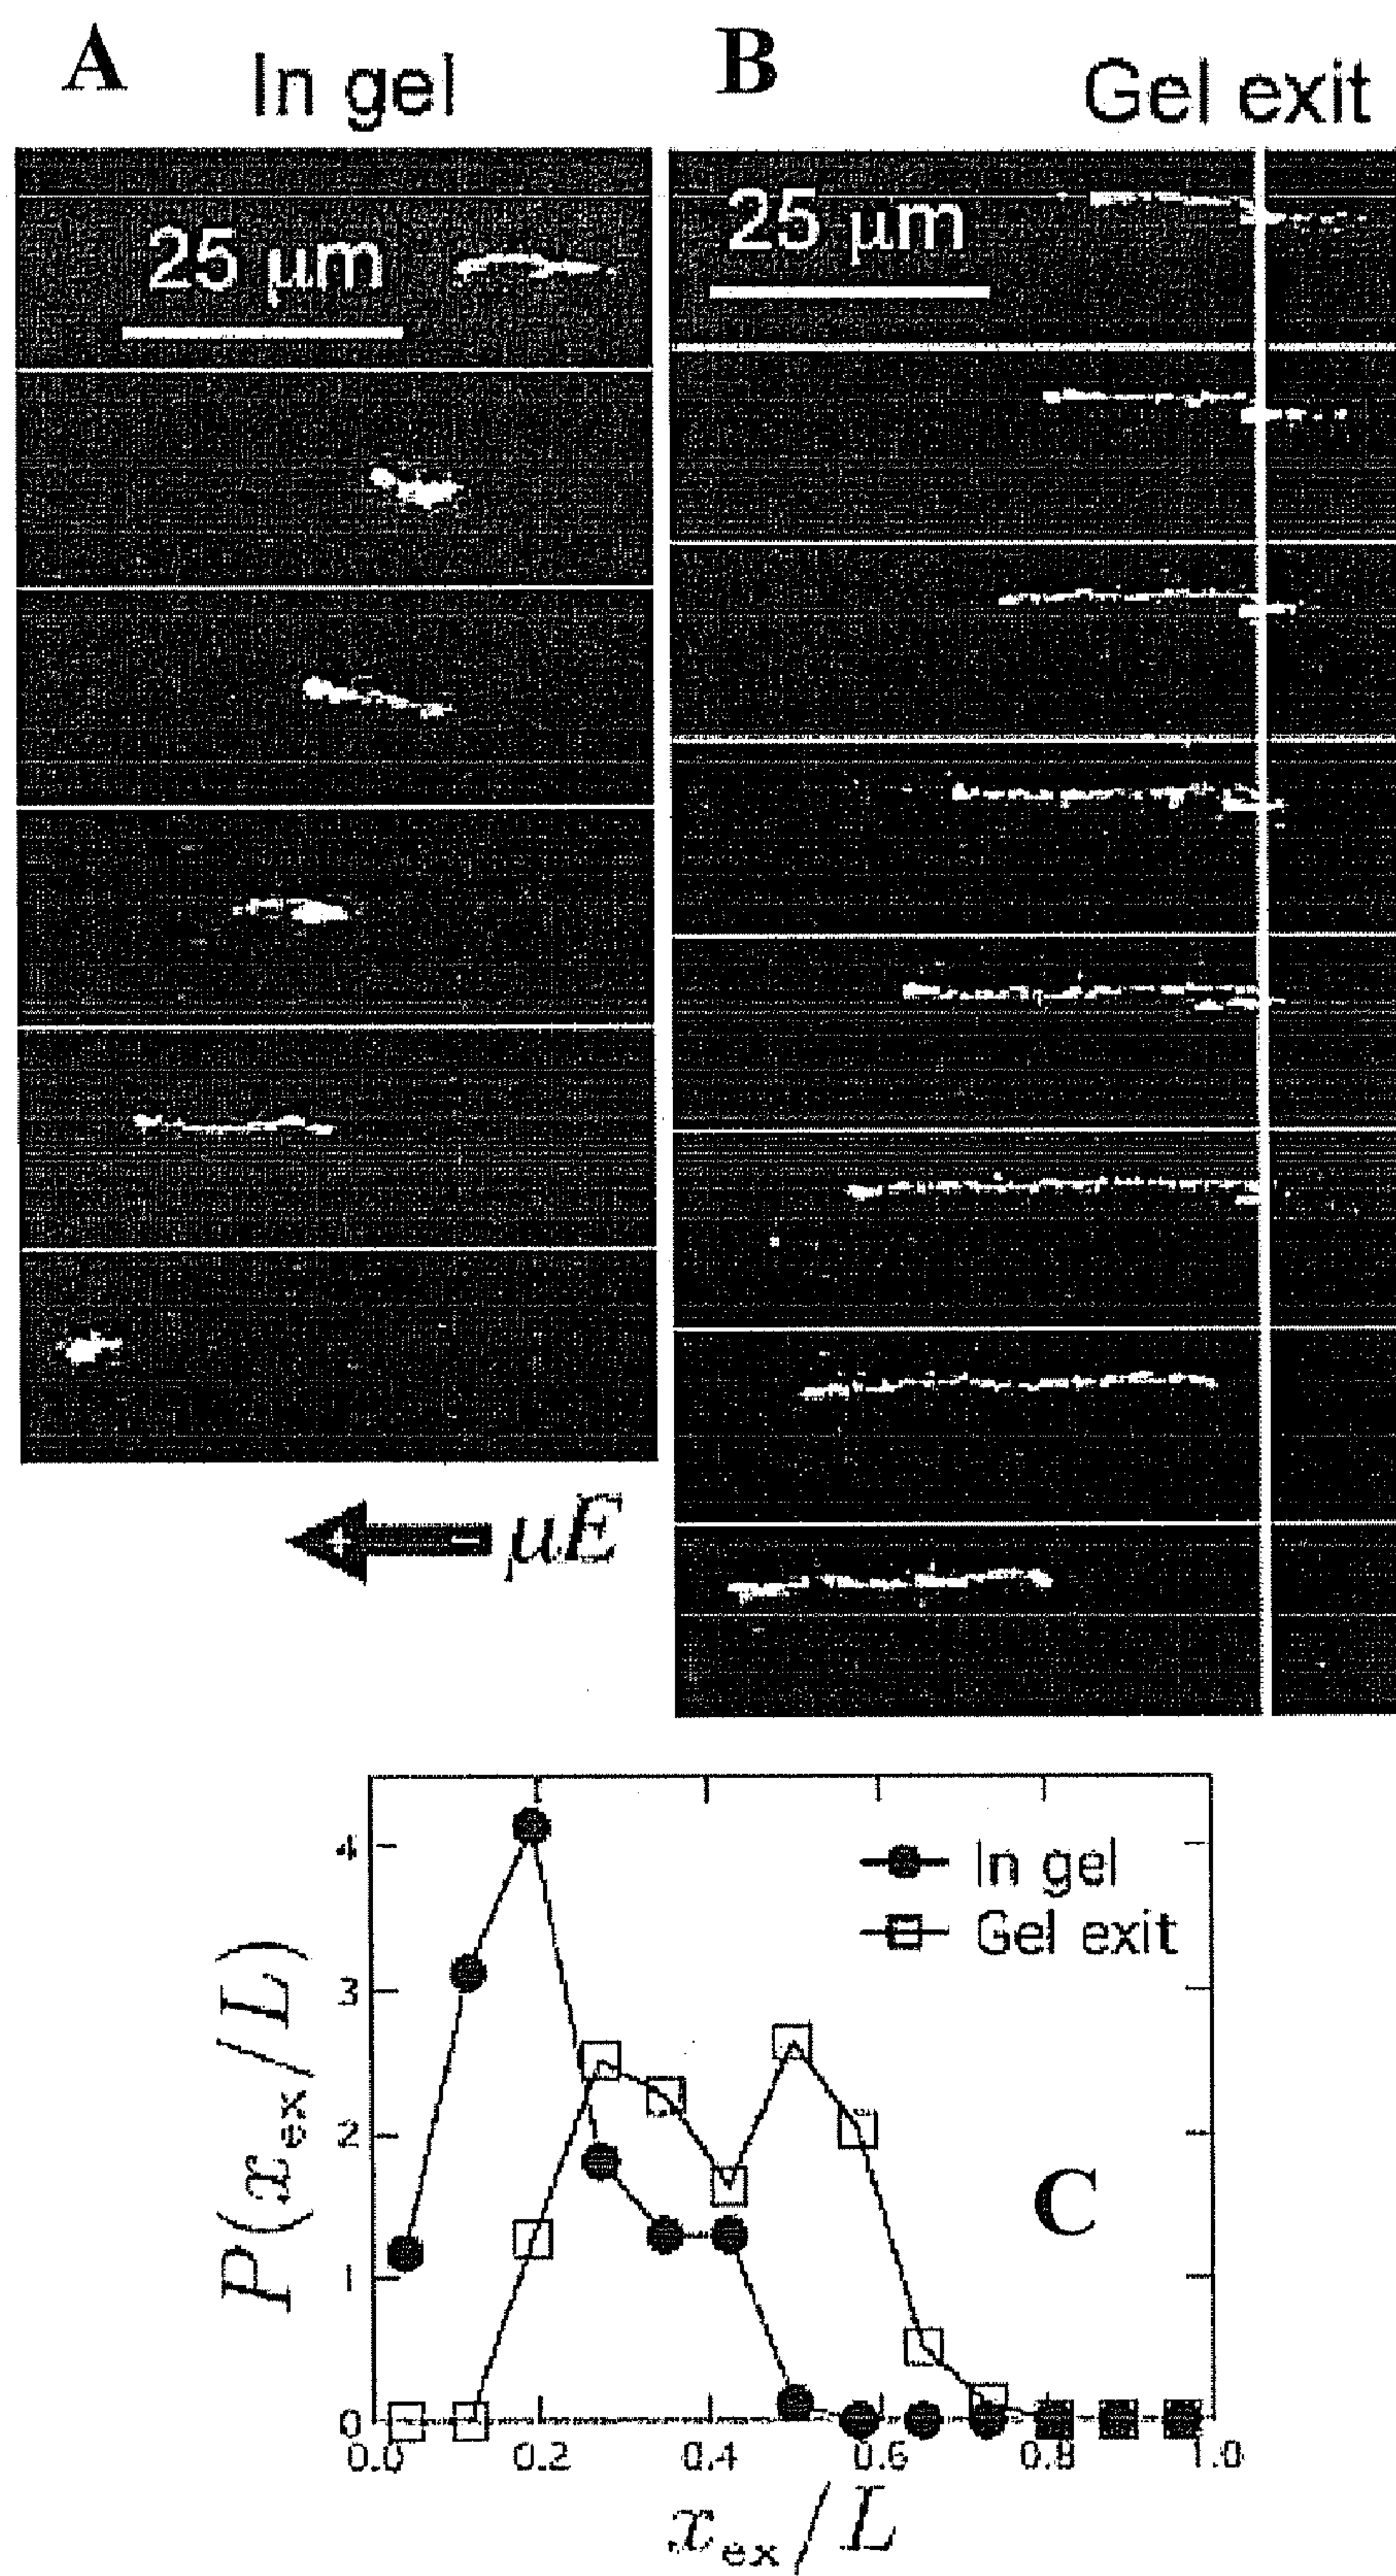 A
In gel
B
Gel exit
25 μm
25 μm
+ - μE
4
3
2
1
0
P(x_ex/L)
In gel
Gel exit
C
0.0 0.2 0.4 0.6 0.8 1.0
x_ex/L